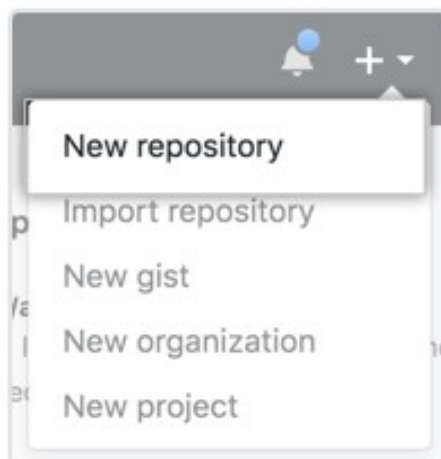 New repository
Import repository
New gist
New organization
New project